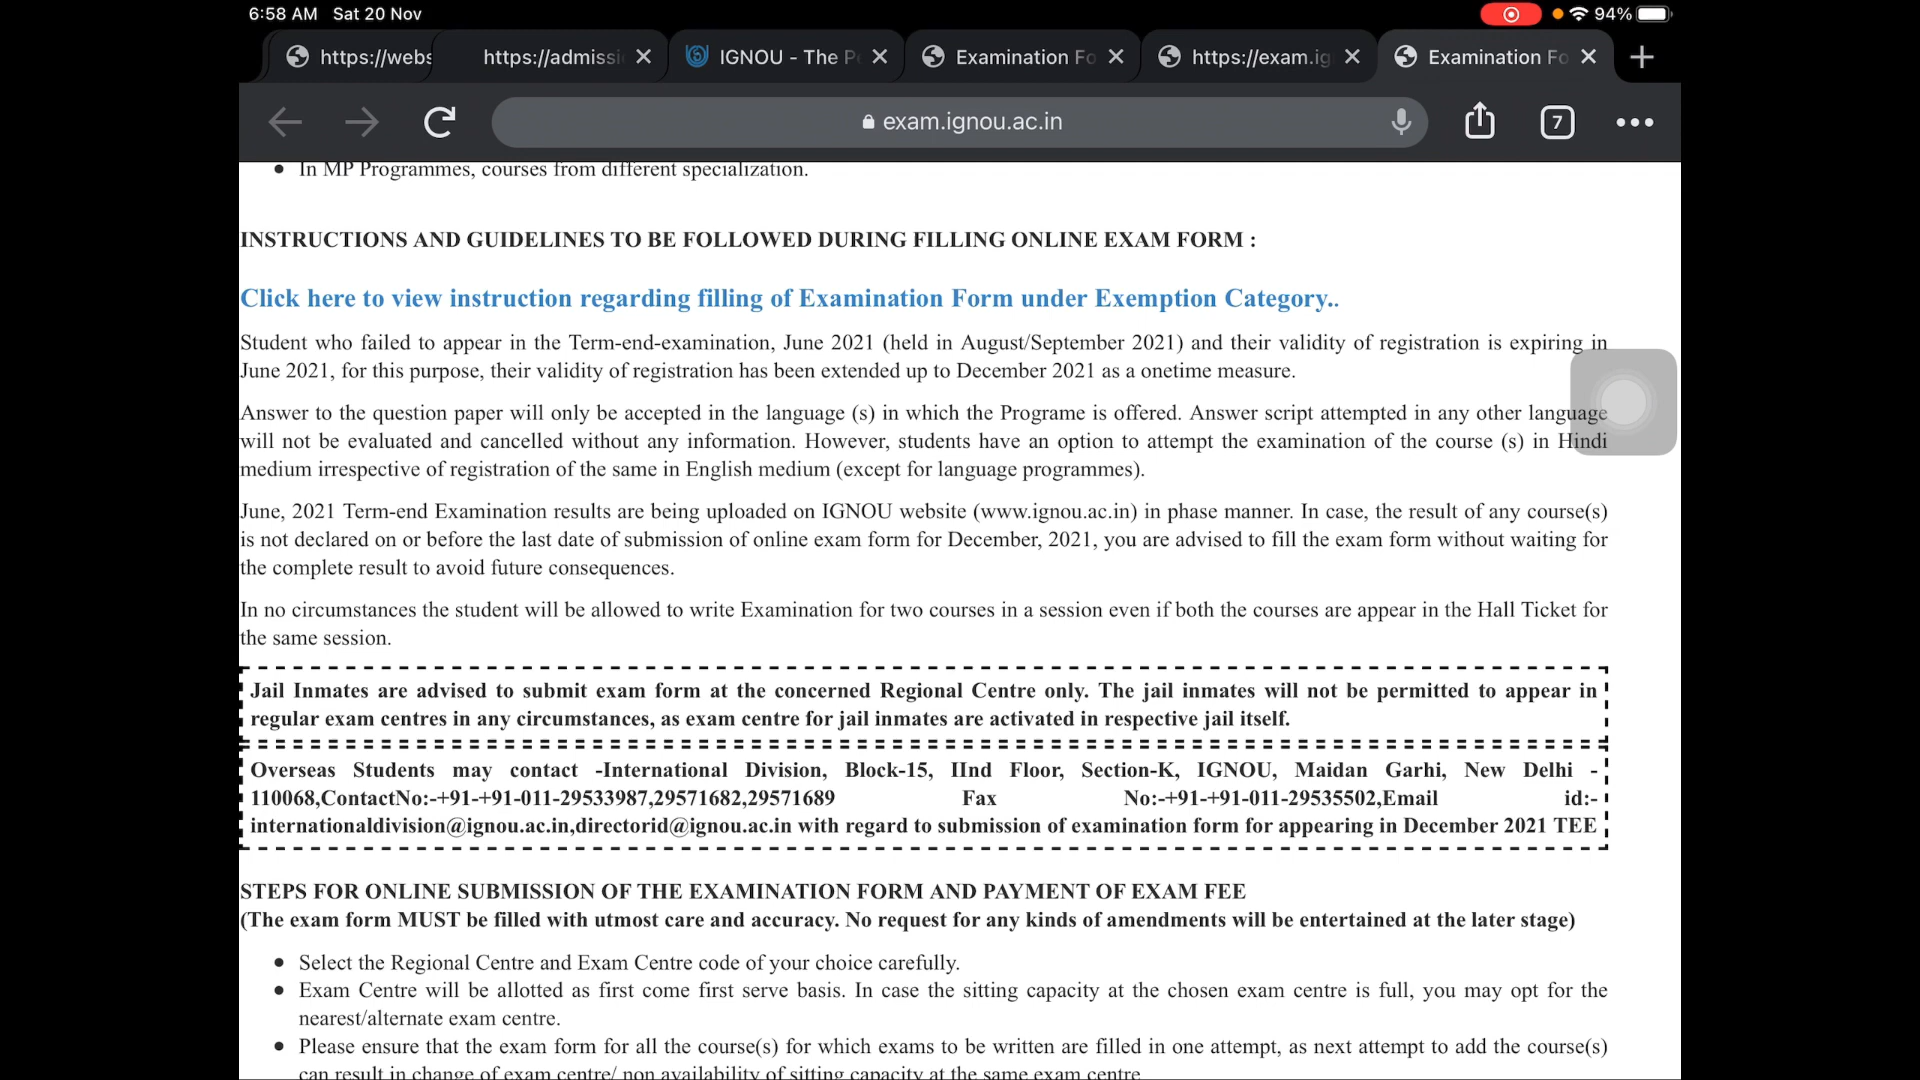 6:58 AM Sat 20 Nov
94%
https://webs
https://admissi
IGNOU - The P
Examination Fo
https://exam.ig
Examination Fo
exam.ignou.ac.in
7
In MP Programmes, courses from different specialization.
INSTRUCTIONS AND GUIDELINES TO BE FOLLOWED DURING FILLING ONLINE EXAM FORM :
Click here to view instruction regarding filling of Examination Form under Exemption Category..
Student who failed to appear in the Term-end-examination, June 2021 (held in August/September 2021) and their validity of registration is expiring in
June 2021, for this purpose, their validity of registration has been extended up to December 2021 as a onetime measure.
Answer to the question paper will only be accepted in the language (s) in which the Programe is offered. Answer script attempted in any other language
will not be evaluated and cancelled without any information. However, students have an option to attempt the examination of the course (s) in Hindi
medium irrespective of registration of the same in English medium (except for language programmes).
June, 2021 Term-end Examination results are being uploaded on IGNOU website (www.ignou.ac.in) in phase manner. In case, the result of any course(s)
is not declared on or before the last date of submission of online exam form for December, 2021, you are advised to fill the exam form without waiting for
the complete result to avoid future consequences.
In no circumstances the student will be allowed to write Examination for two courses in a session even if both the courses are appear in the Hall Ticket for
the same session.
Jail Inmates are advised to submit exam form at the concerned Regional Centre only. The jail inmates will not be permitted to appear in
regular exam centres in any circumstances, as exam centre for jail inmates are activated in respective jail itself.
Overseas Students may contact -International Division, Block-15, IInd Floor, Section-K, IGNOU, Maidan Garhi, New Delhi -
110068,ContactNo:-+91-+91-011-29533987,29571682,29571689 Fax No:-+91-+91-011-29535502,Email id:-
internationaldivision@ignou.ac.in,directorid@ignou.ac.in with regard to submission of examination form for appearing in December 2021 TEE
STEPS FOR ONLINE SUBMISSION OF THE EXAMINATION FORM AND PAYMENT OF EXAM FEE
(The exam form MUST be filled with utmost care and accuracy. No request for any kinds of amendments will be entertained at the later stage)
Select the Regional Centre and Exam Centre code of your choice carefully.
Exam Centre will be allotted as first come first serve basis. In case the sitting capacity at the chosen exam centre is full, you may opt for the
nearest/alternate exam centre.
Please ensure that the exam form for all the course(s) for which exams to be written are filled in one attempt, as next attempt to add the course(s)
can result in change of exam centre/ non availability of sitting capacity at the same exam centre